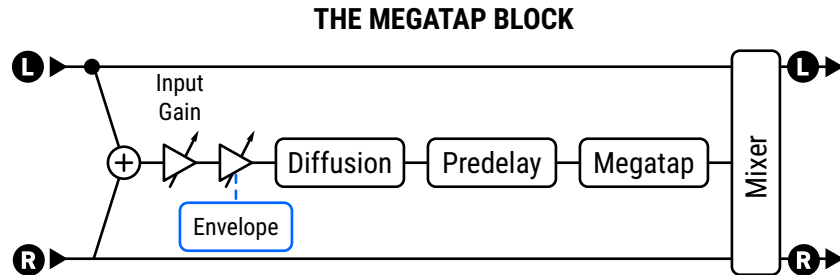 THE MEGATAP BLOCK
L
L
Input
Gain
+
Diffusion
Predelay
Megatap
Mixer
Envelope
R
R